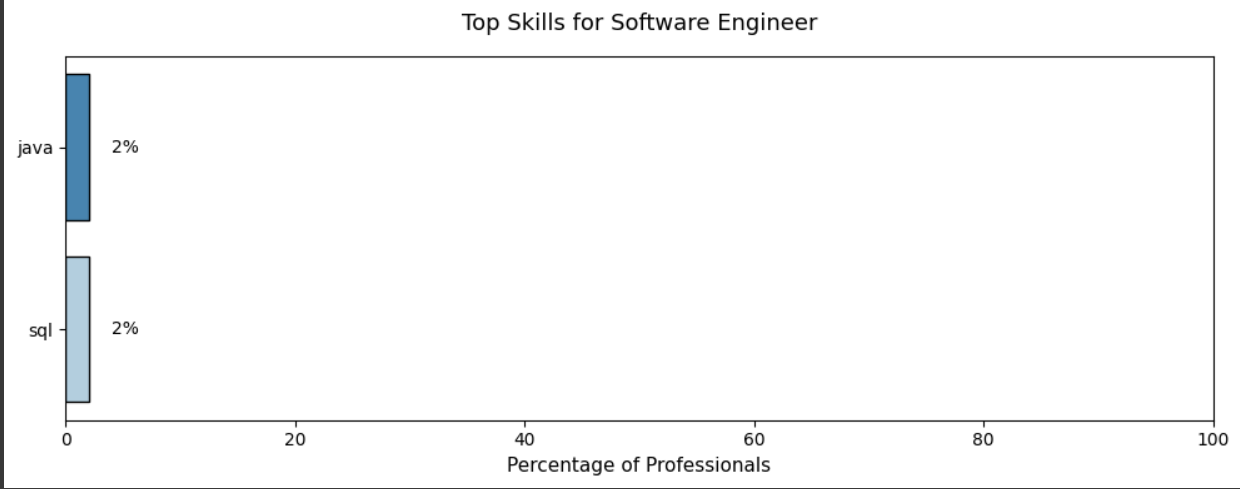 Top Skills for Software Engineer
java
2%
sql
2%
0 20 40 60 80 100
Percentage of Professionals